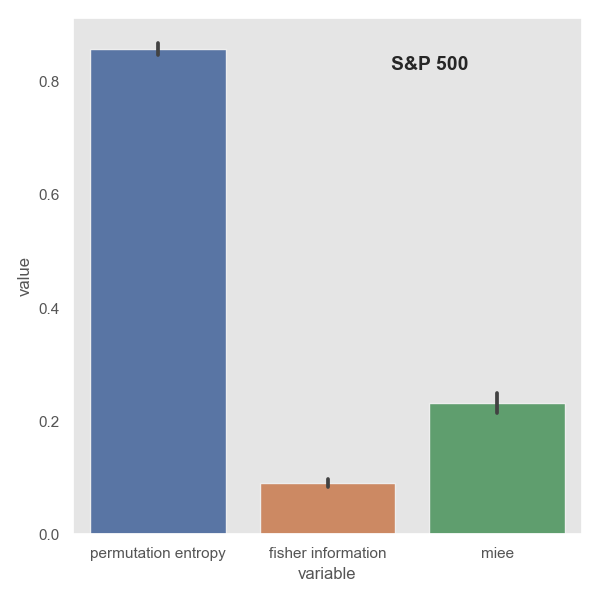 S&P 500
0.8
0.6
0.4
0.2
0.0
value
permutation entropy
fisher information
miee
variable